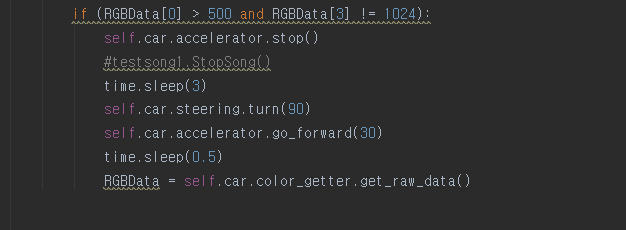 if (RGBData[0] > 500 and RGBData[3] != 1024):
self.car.accelerator.stop()
#testsong1.StopSong()
time.sleep(3)
self.car.steering.turn(90)
self.car.accelerator.go_forward(30)
time.sleep(0.5)
RGBData = self.car.color_getter.get_raw_data()